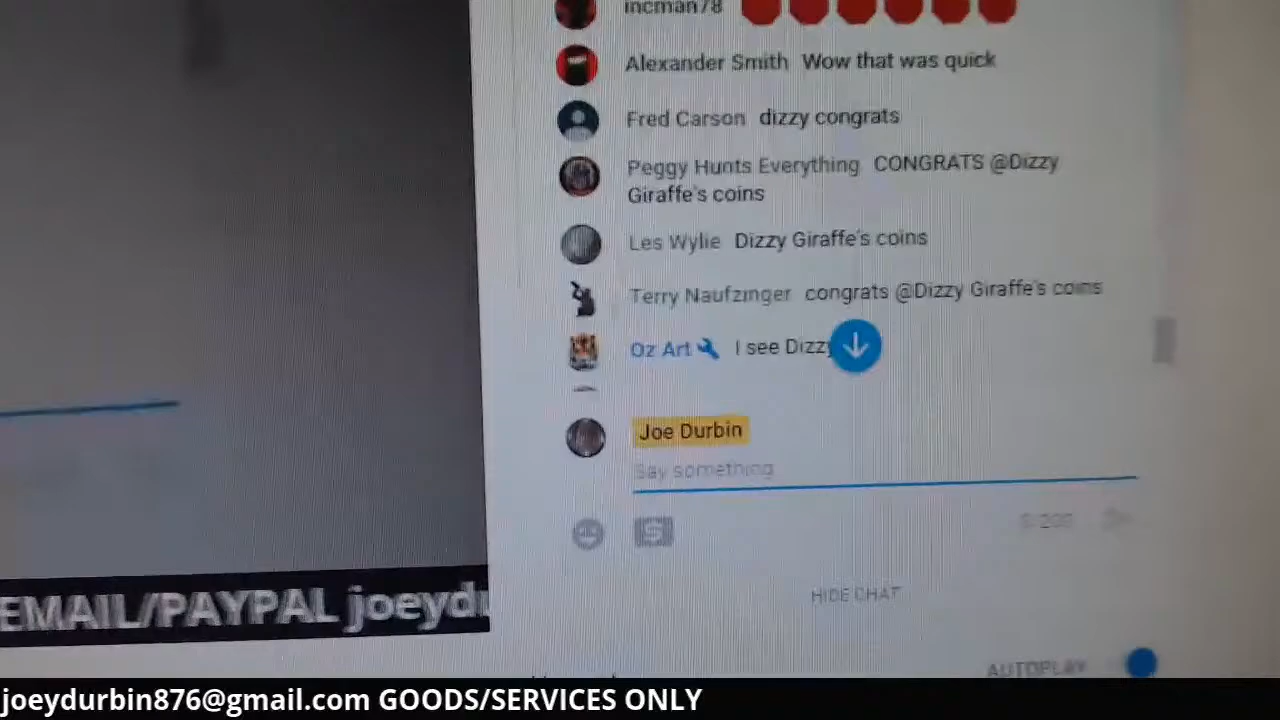 incman78
Alexander Smith Wow that was quick
Fred Carson dizzy congrats
Peggy Hunts Everything CONGRATS @Dizzy
Giraffe's coins
Les Wylie Dizzy Giraffe's coins
Terry Naufzinger congrats @Dizzy Giraffe's coins
Oz Art I see Dizzy
Joe Durbin
Say something
0/200
HIDE CHAT
EMAIL/PAYPAL joeydu
AUTOPLAY
joeydurbin876@gmail.com GOODS/SERVICES ONLY